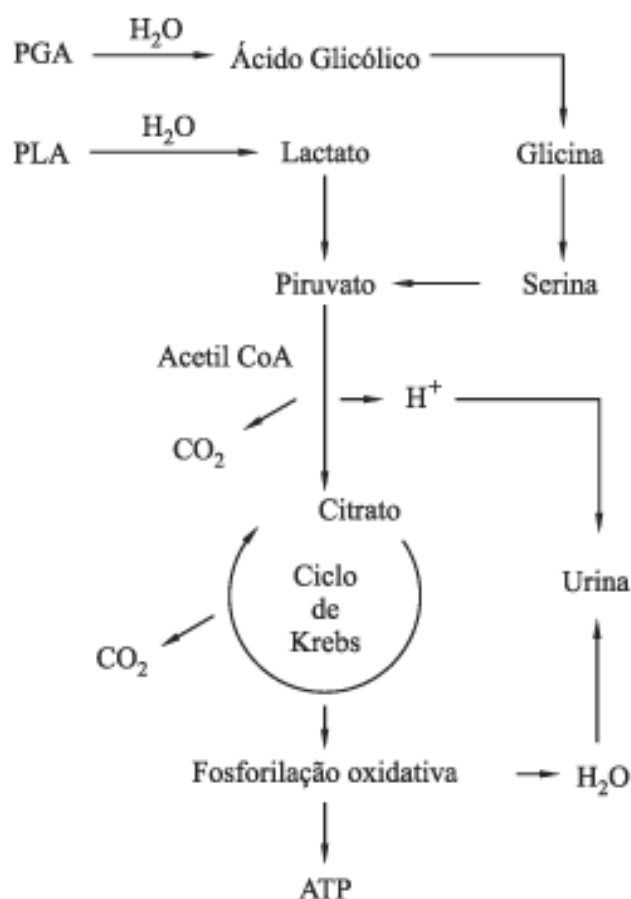 H₂O
PGA
Ácido Glicólico
H₂O
PLA
Lactato
Glicina
Piruvato
Serina
Acetil CoA
H⁺
CO₂
Citrato
Ciclo
de
Krebs
Urina
CO₂
Fosforilação oxidativa
H₂O
ATP